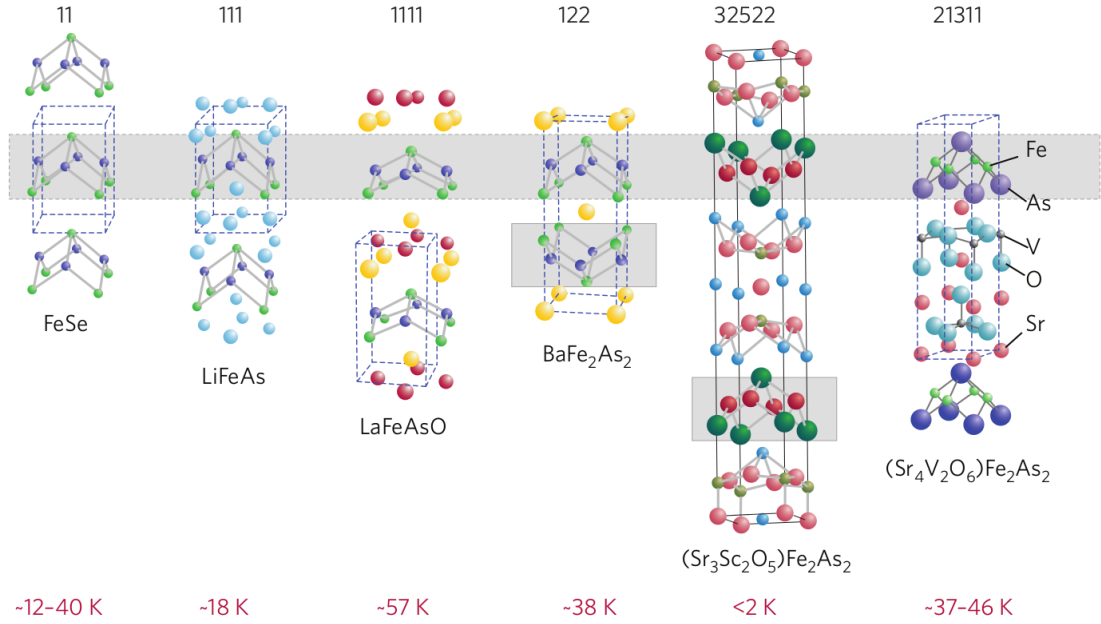 11 111 1111 122 32522 21311
Fe
As
V
O
Sr
FeSe
LiFeAs
LaFeAsO
BaFe₂As₂
(Sr₃Sc₂O₅)Fe₂As₂
(Sr₄V₂O₆)Fe₂As₂
~12–40 K ~18 K ~57 K ~38 K <2 K ~37–46 K